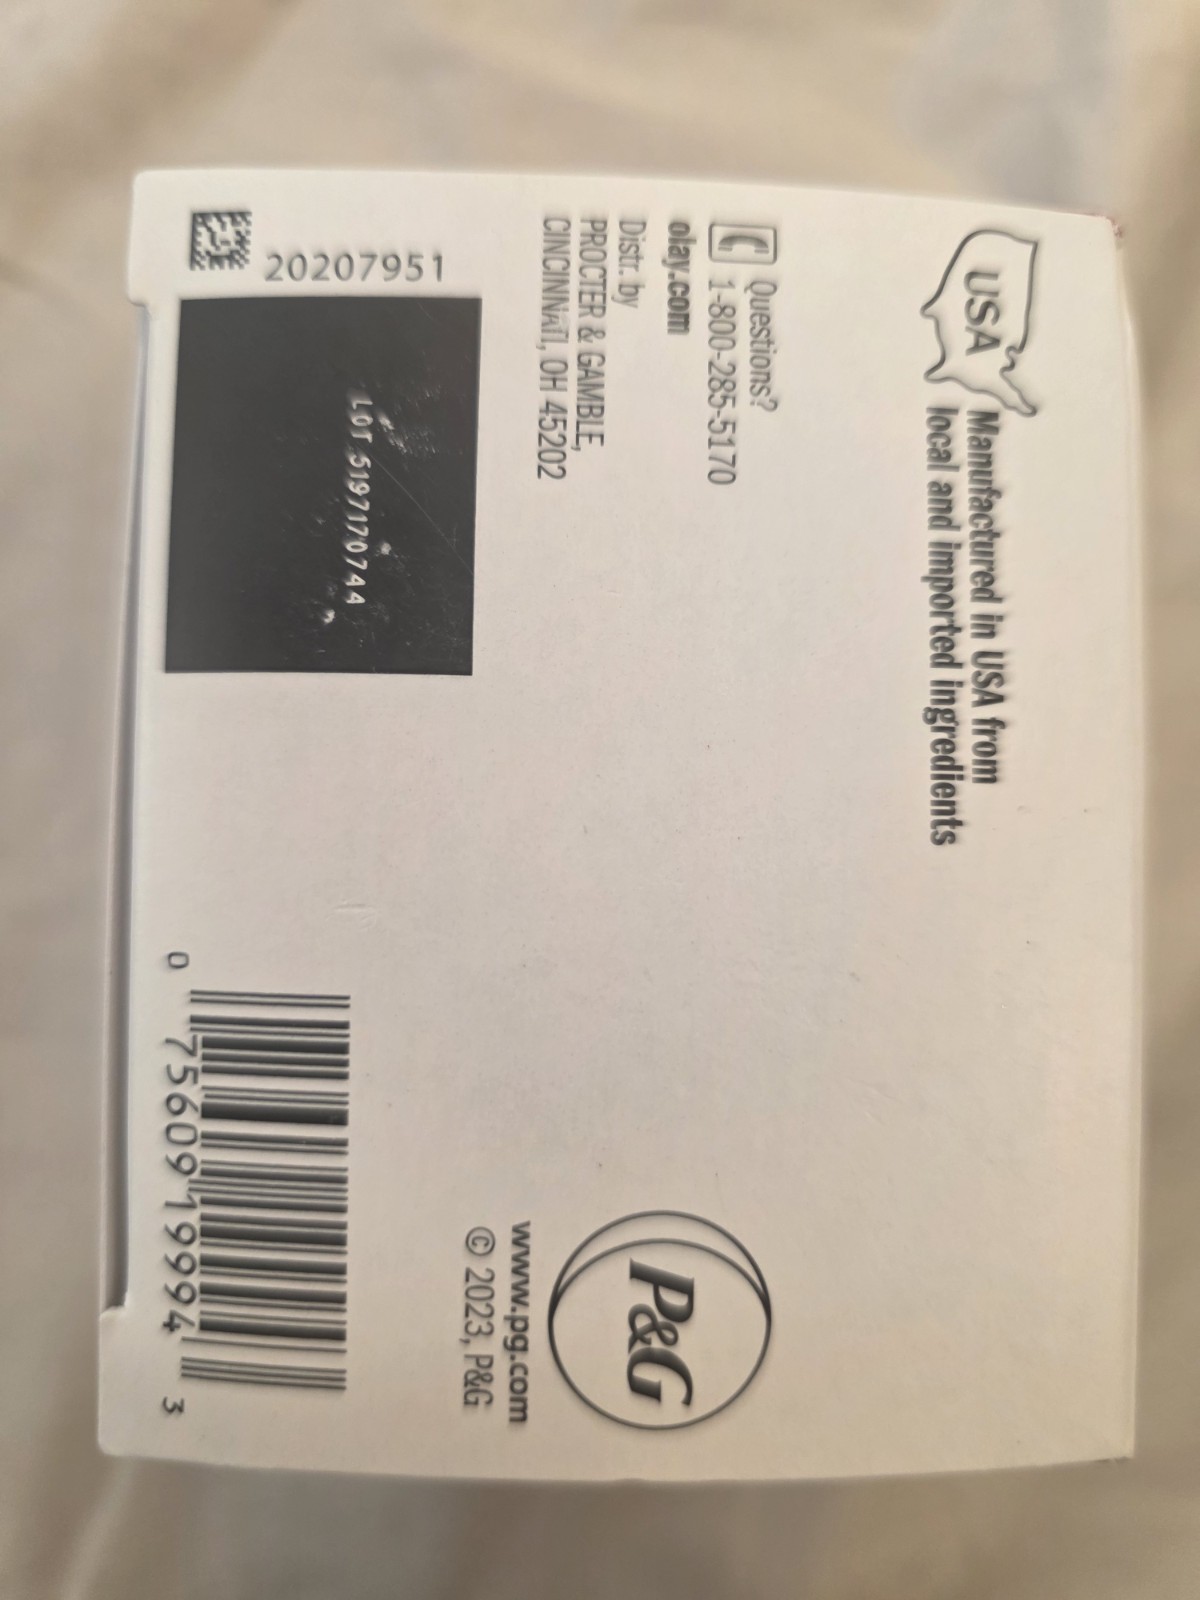 USA
Manufactured in USA from
local and imported ingredients
Questions?
1-800-285-5170
olay.com
Distr. by
PROCTER & GAMBLE,
CINCINNATI, OH 45202
P&G
www.pg.com
© 2023, P&G
20207951
LOT 5197170744
0 75609 19994 3